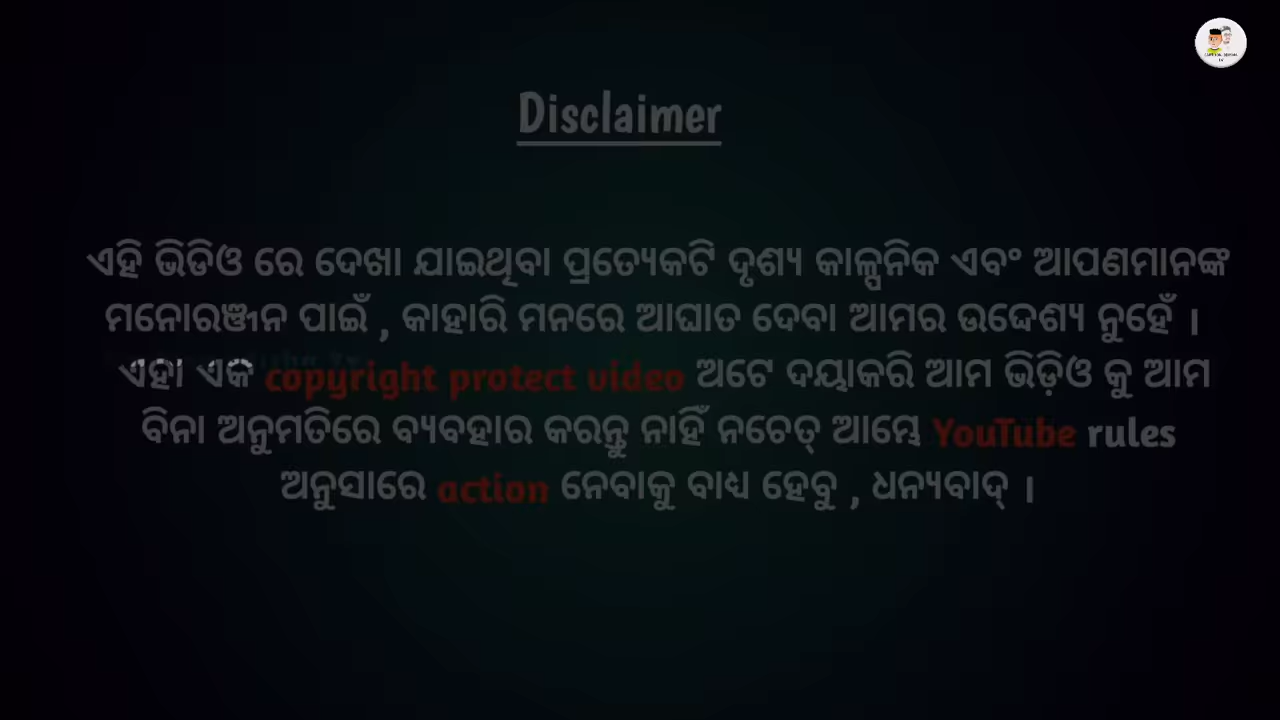 Disclaimer
ଏହି ଭିଡିଓ ରେ ଦେଖା ଯାଇଥିବା ପ୍ରତ୍ୟେକଟି ଦୃଶ୍ୟ କାଳ୍ପନିକ ଏବଂ ଆପଣମାନଙ୍କ
ମନୋରଞ୍ଜନ ପାଇଁ , କାହାରି ମନରେ ଆଘାତ ଦେବା ଆମର ଉଦ୍ଦେଶ୍ୟ ନୁହେଁ ।
ଏହା ଏକ copyright protect video ଅଟେ ଦୟାକରି ଆମ ଭିଡ଼ିଓ କୁ ଆମ
ବିନା ଅନୁମତିରେ ବ୍ୟବହାର କରନ୍ତୁ ନାହିଁ ନଚେତ୍ ଆମ୍ଭେ YouTube rules
ଅନୁସାରେ action ନେବାକୁ ବାଧ୍ୟ ହେବୁ , ଧନ୍ୟବାଦ୍ ।